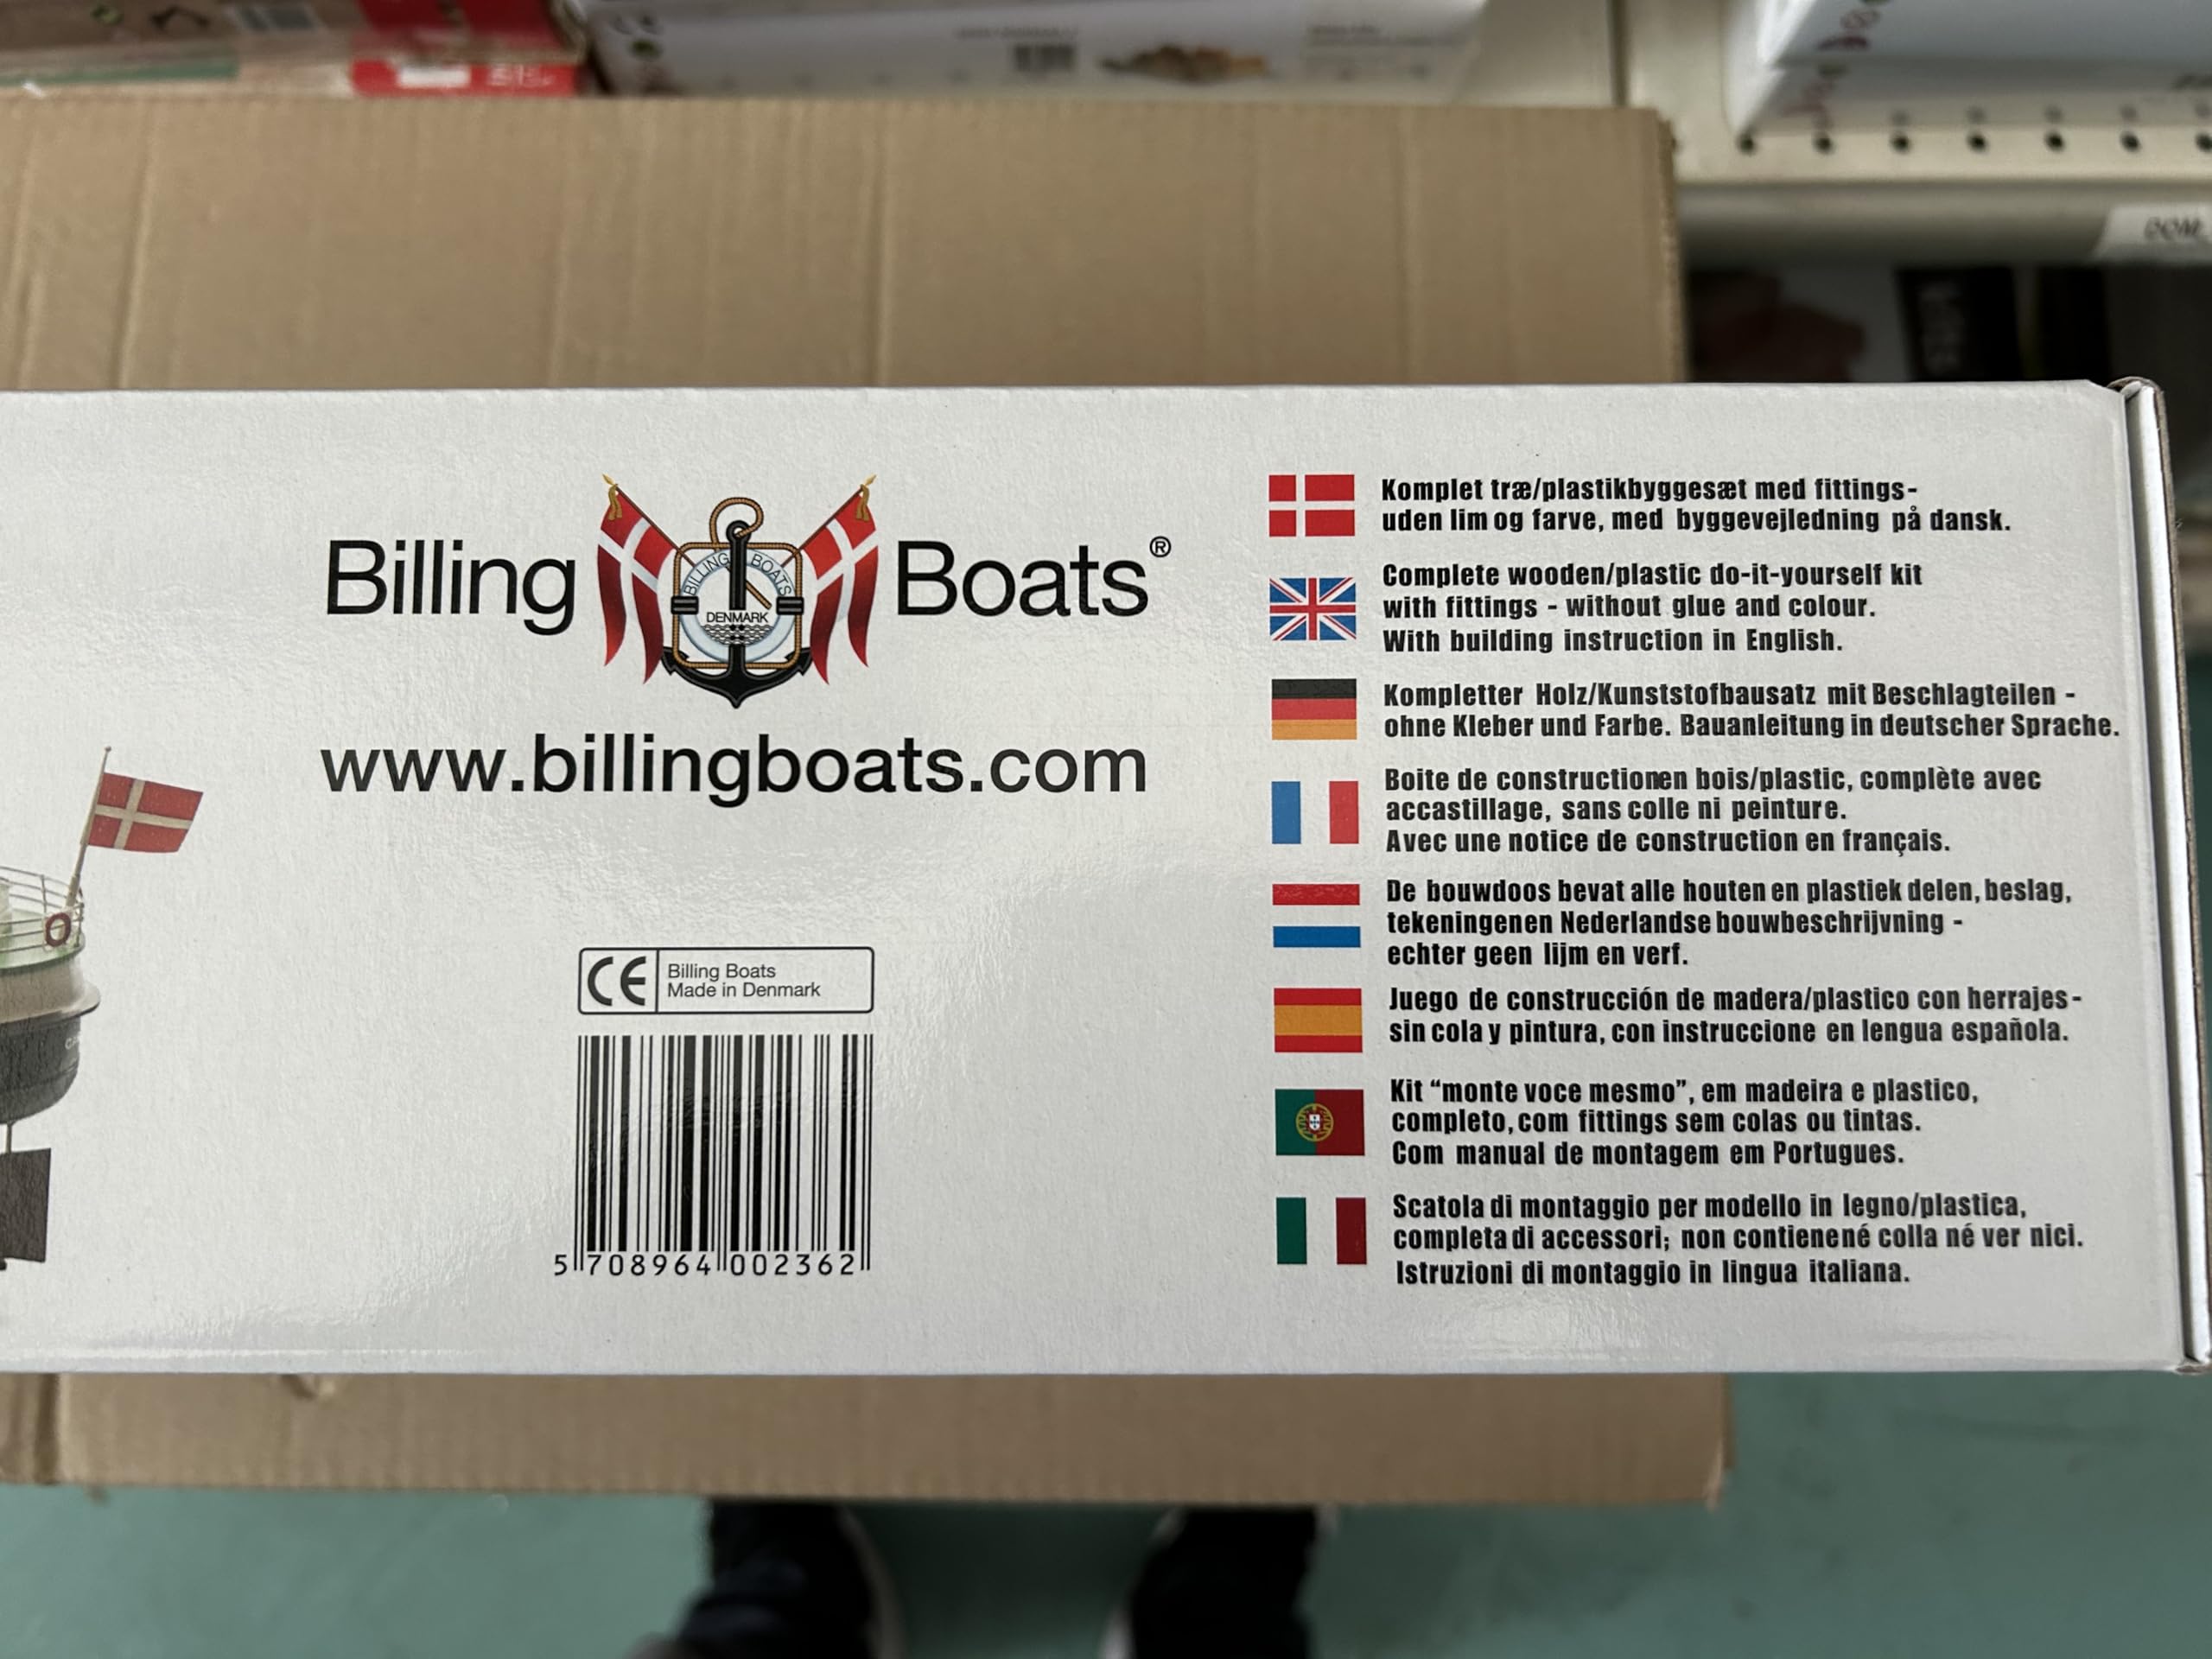 Billing Boats®
BILLING BOATS
DENMARK
www.billingboats.com
CE Billing Boats
Made in Denmark
5 708964 002362
Komplet træ/plastikbyggesæt med fittings-
uden lim og farve, med byggevejledning på dansk.
Complete wooden/plastic do-it-yourself kit
with fittings - without glue and colour.
With building instruction in English.
Kompletter Holz/Kunststofbausatz mit Beschlagteilen -
ohne Kleber und Farbe. Bauanleitung in deutscher Sprache.
Boite de constructionen bois/plastic, complète avec
accastillage, sans colle ni peinture.
Avec une notice de construction en français.
De bouwdoos bevat alle houten en plastiek delen, beslag,
tekeningenen Nederlandse bouwbeschrijvning -
echter geen lijm en verf.
Juego de construcción de madera/plastico con herrajes-
sin cola y pintura, con instruccione en lengua española.
Kit “monte voce mesmo”, em madeira e plastico,
completo, com fittings sem colas ou tintas.
Com manual de montagem em Portugues.
Scatola di montaggio per modello in legno/plastica,
completa di accessori; non contienené colla né ver nici.
Istruzioni di montaggio in lingua italiana.